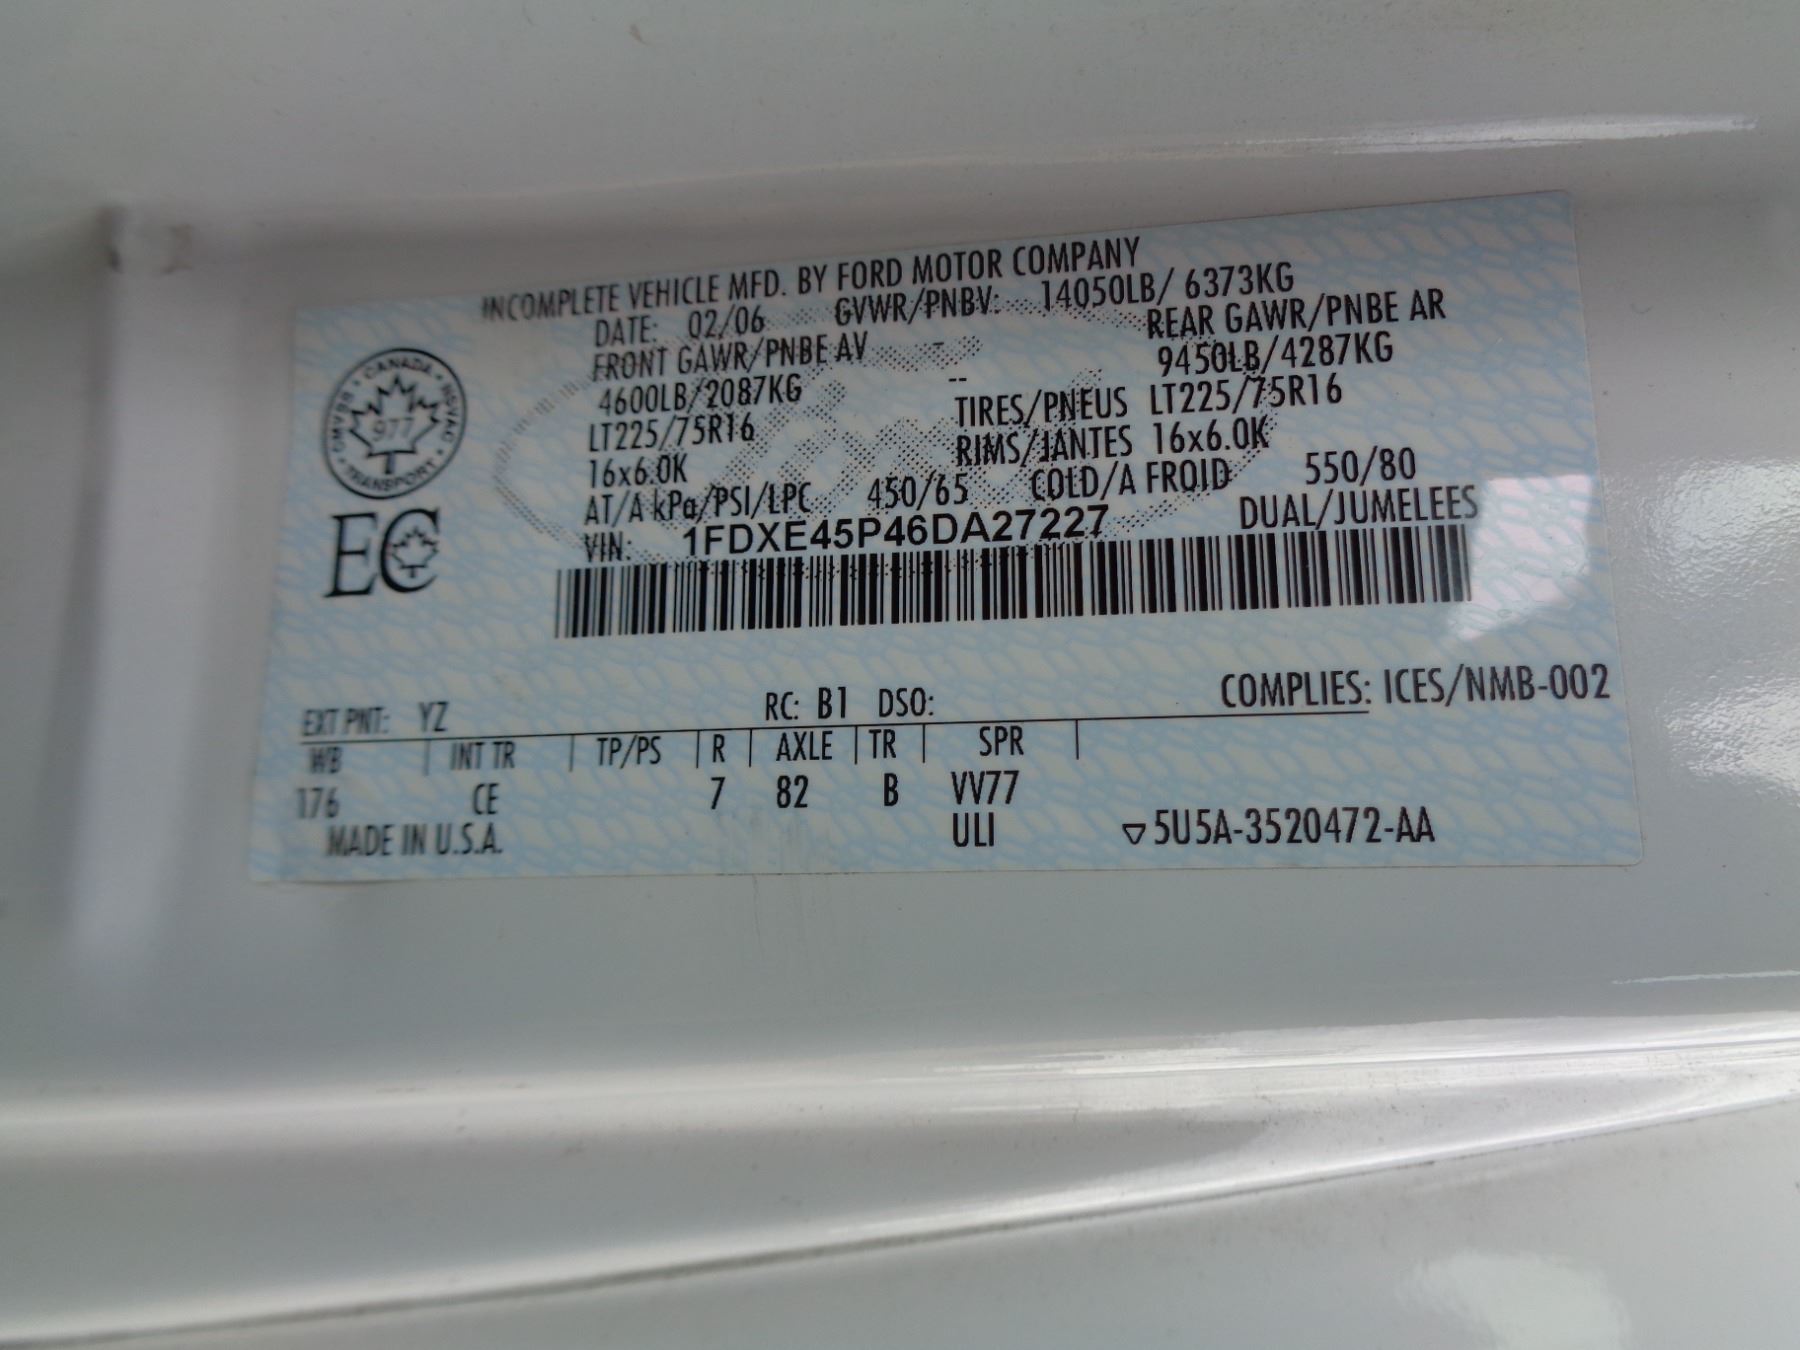 INCOMPLETE VEHICLE MFD. BY FORD MOTOR COMPANY
DATE: 02/06 GVWR/PNBV: 14050LB/ 6373KG
FRONT GAWR/PNBE AV - REAR GAWR/PNBE AR
4600LB/2087KG -- 9450LB/4287KG
LT225/75R16 TIRES/PNEUS LT225/75R16
16x6.0K RIMS/JANTES 16x6.0K
AT/A kPa/PSI/LPC 450/65 COLD/A FROID 550/80
VIN: 1FDXE45P46DA27227 DUAL/JUMELEES
CANADA
NSVAC
TRANSPORT
CMVSS
977
EC
EXT PNT: YZ RC: B1 DSO: COMPLIES: ICES/NMB-002
WB | INT TR | TP/PS | R | AXLE | TR | SPR |
176 CE 7 82 B VV77
MADE IN U.S.A. ULI ▽5U5A-3520472-AA